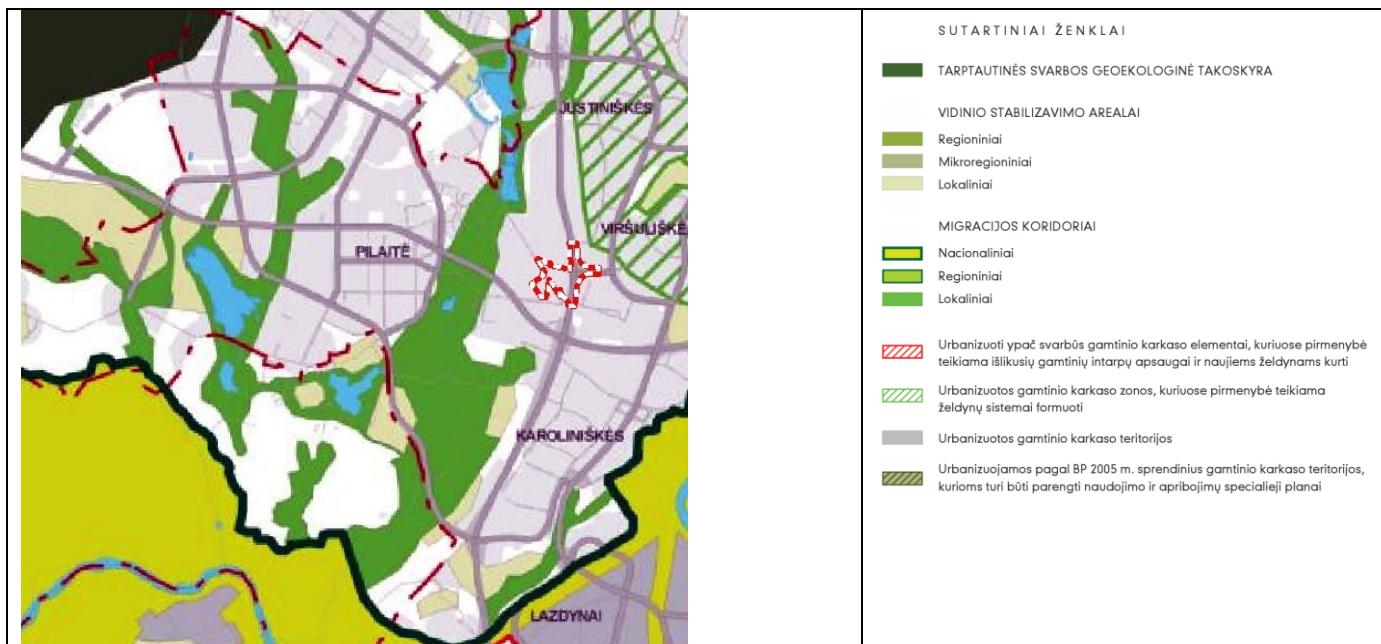 JUSTINIŠKĖS
VIRŠULIŠKĖ
PILAITĖ
KAROLINIŠKĖS
LAZDYNAI
SUTARTINIAI ŽENKLAI
TARPTAUTINĖS SVARBOS GEOEKOLOGINĖ TAKOSKYRA
VIDINIO STABILIZAVIMO AREALAI
Regioniniai
Mikroregioniniai
Lokaliniai
MIGRACIJOS KORIDORIAI
Nacionaliniai
Regioniniai
Lokaliniai
Urbanizuoti ypač svarbūs gamtinio karkaso elementai, kuriuose pirmenybė
teikiama išlikusių gamtinių intarpų apsaugai ir naujiems želdynams kurti
Urbanizuotos gamtinio karkaso zonos, kuriuose pirmenybė teikiama
želdynų sistemai formuoti
Urbanizuotos gamtinio karkaso teritorijos
Urbanizuojamos pagal BP 2005 m. sprendinius gamtinio karkaso teritorijos,
kurioms turi būti parengti naudojimo ir apribojimų specialieji planai